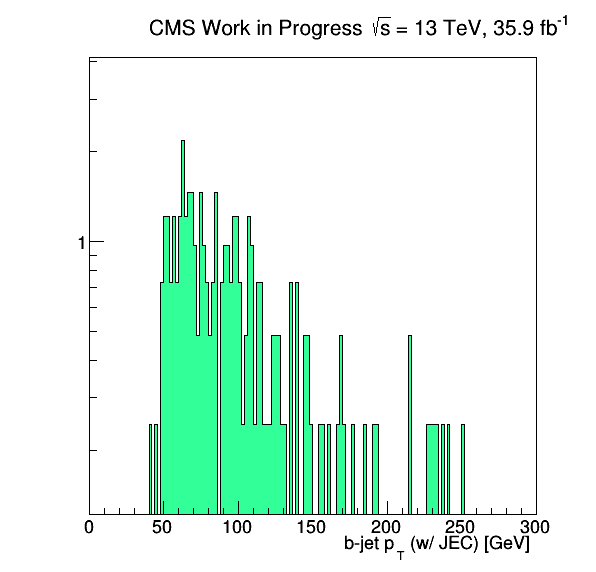 CMS Work in Progress √s = 13 TeV, 35.9 fb⁻¹
1
0 50 100 150 200 250 300
b-jet p_T (w/ JEC) [GeV]